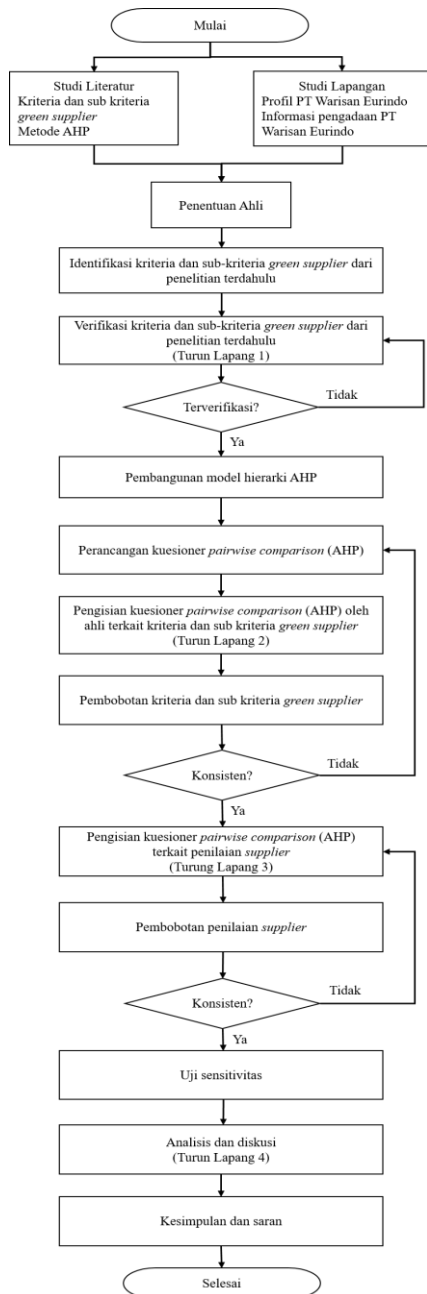 Mulai
Studi Literatur
Kriteria dan sub kriteria
green supplier
Metode AHP
Studi Lapangan
Profil PT Warisan Eurindo
Informasi pengadaan PT
Warisan Eurindo
Penentuan Ahli
Identifikasi kriteria dan sub-kriteria green supplier dari
penelitian terdahulu
Verifikasi kriteria dan sub-kriteria green supplier dari
penelitian terdahulu
(Turun Lapang 1)
Tidak
Terverifikasi?
Ya
Pembangunan model hierarki AHP
Perancangan kuesioner pairwise comparison (AHP)
Pengisian kuesioner pairwise comparison (AHP) oleh
ahli terkait kriteria dan sub kriteria green supplier
(Turun Lapang 2)
Pembobotan kriteria dan sub kriteria green supplier
Tidak
Konsisten?
Ya
Pengisian kuesioner pairwise comparison (AHP)
terkait penilaian supplier
(Turung Lapang 3)
Pembobotan penilaian supplier
Tidak
Konsisten?
Ya
Uji sensitivitas
Analisis dan diskusi
(Turun Lapang 4)
Kesimpulan dan saran
Selesai